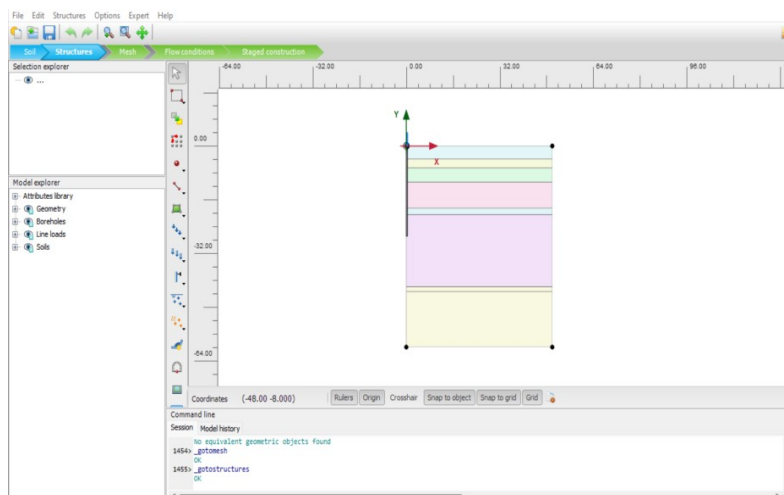 File Edit Structures Options Expert Help
Soil Structures Mesh Flow conditions Staged construction
Selection explorer
...
Model explorer
Attributes library
Geometry
Boreholes
Line loads
Soils
-64.00 -32.00 0.00 32.00 64.00 96.00
0.00
-32.00
-64.00
Y
X
Coordinates (-48.00 -8.000) Rulers Origin Crosshair Snap to object Snap to grid Grid
Command line
Session Model history
No equivalent geometric objects found
1454> _gotomesh
OK
1455> _gotostructures
OK